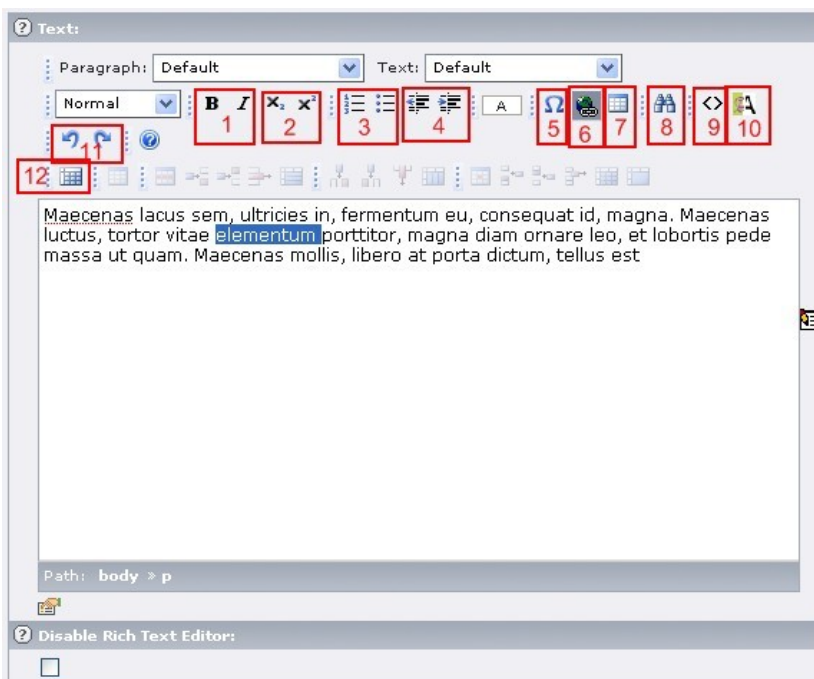 Text:
Paragraph: Default Text: Default
Normal B I X₂ X² A Ω <> A
1 2 3 4 5 6 7 8 9 10
11
12
Maecenas lacus sem, ultricies in, fermentum eu, consequat id, magna. Maecenas
luctus, tortor vitae elementum porttitor, magna diam ornare leo, et lobortis pede
massa ut quam. Maecenas mollis, libero at porta dictum, tellus est
Path: body » p
Disable Rich Text Editor: